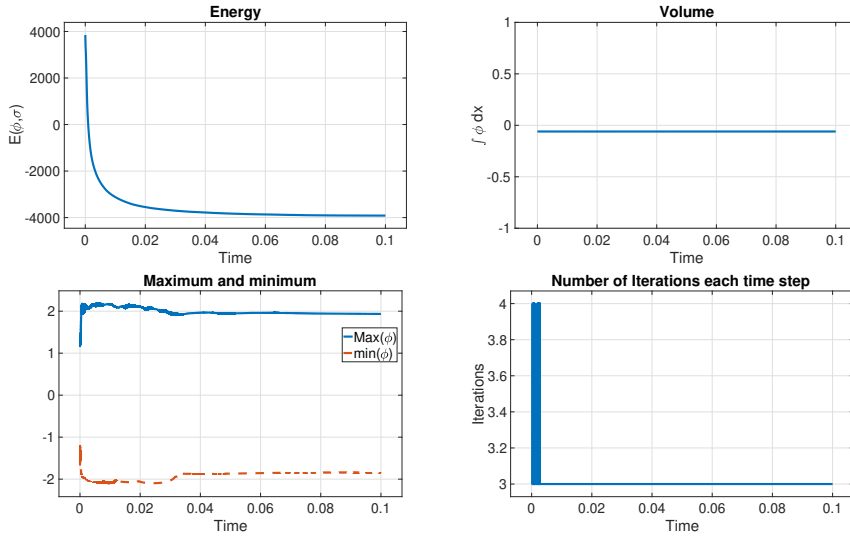 Energy
4000
2000
0
-2000
-4000
E(ϕ,σ)
0 0.02 0.04 0.06 0.08 0.1
Time
Volume
1
0.5
0
-0.5
-1
∫ ϕ dx
0 0.02 0.04 0.06 0.08 0.1
Time
Maximum and minimum
2
1
0
-1
-2
Max(ϕ)
min(ϕ)
0 0.02 0.04 0.06 0.08 0.1
Time
Number of Iterations each time step
4
3.8
3.6
3.4
3.2
3
Iterations
0 0.02 0.04 0.06 0.08 0.1
Time